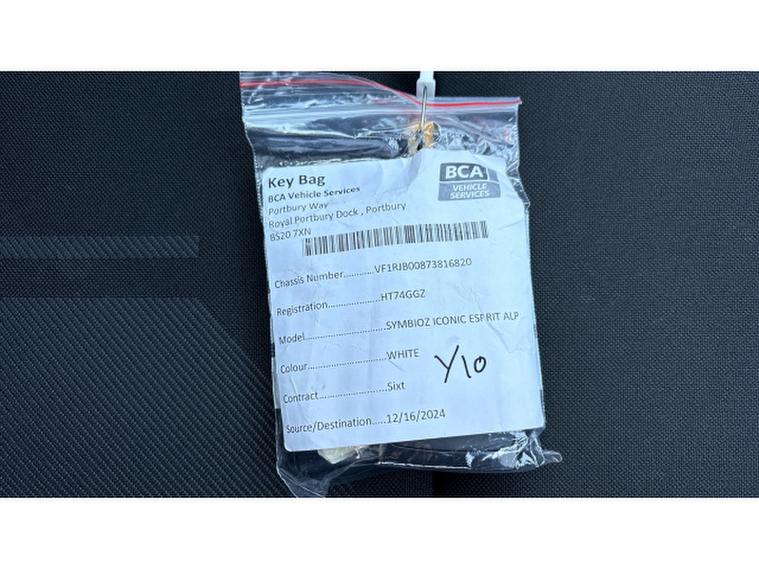 Key Bag
BCA Vehicle Services
Portbury Way
Royal Portbury Dock , Portbury
BS20 7XN
BCA
VEHICLE
SERVICES
Chassis Number............VF1RJB00873816820
Registration....................HT74GGZ
Model..............................SYMBIOZ ICONIC ESPRIT ALP
Colour.............................WHITE
Y10
Contract..........................Sixt
Source/Destination.....12/16/2024